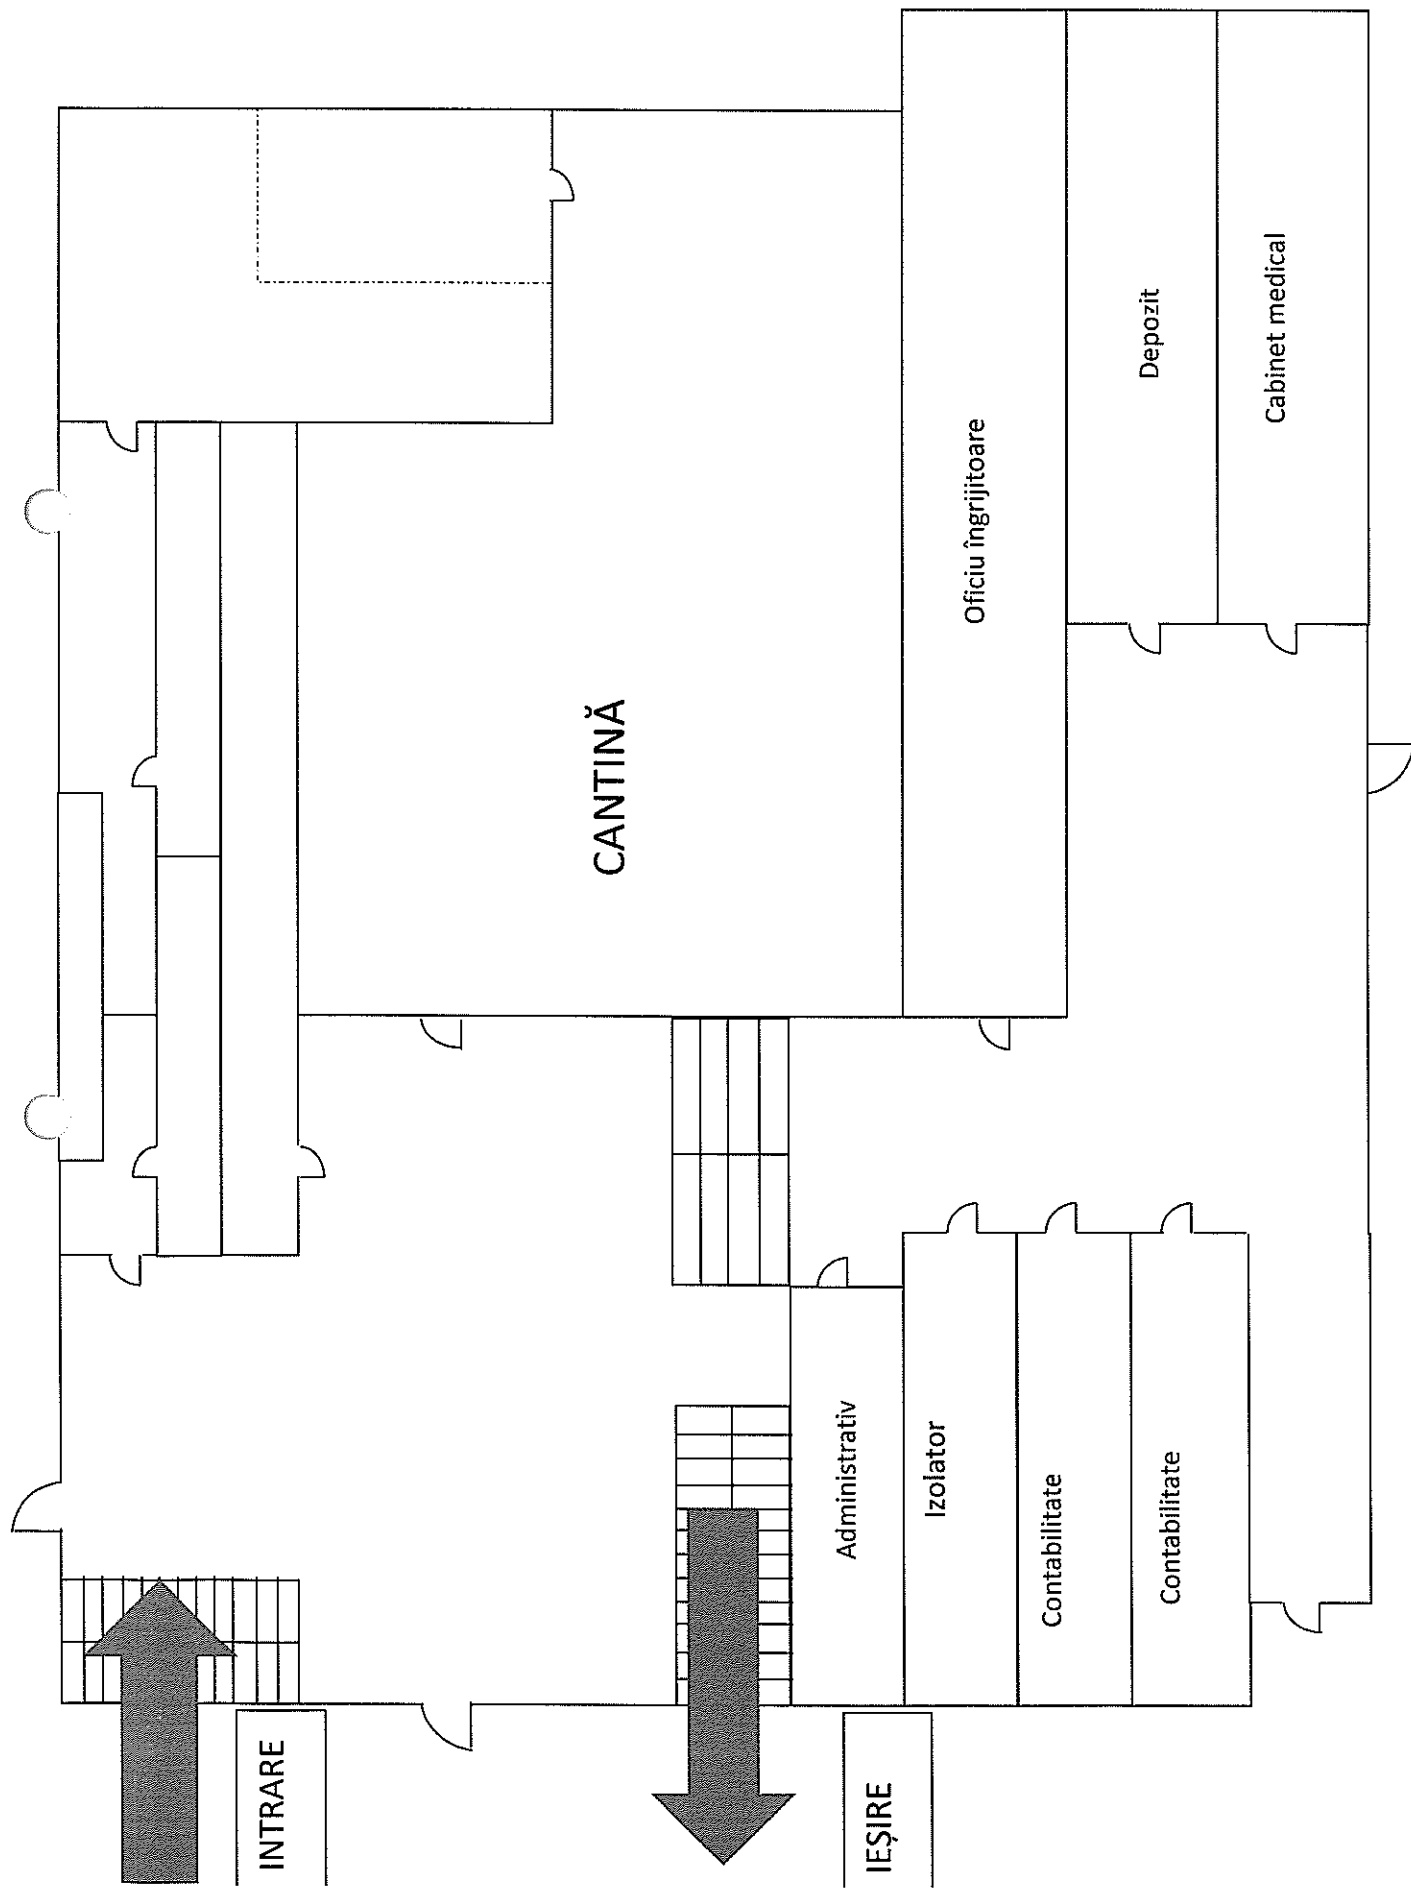 INTRARE
IEȘIRE
CANTINĂ
Administrativ
Izolator
Contabilitate
Contabilitate
Oficiu îngrijitoare
Depozit
Cabinet medical